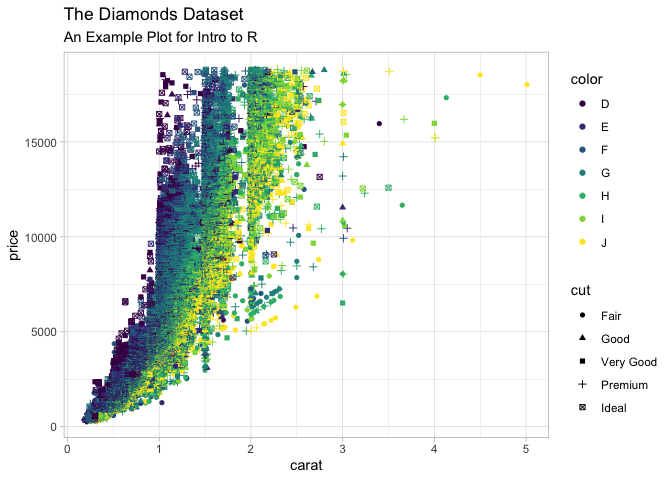 The Diamonds Dataset
An Example Plot for Intro to R
price
15000
10000
5000
0
0 1 2 3 4 5
carat
color
D
E
F
G
H
I
J
cut
Fair
Good
Very Good
Premium
Ideal